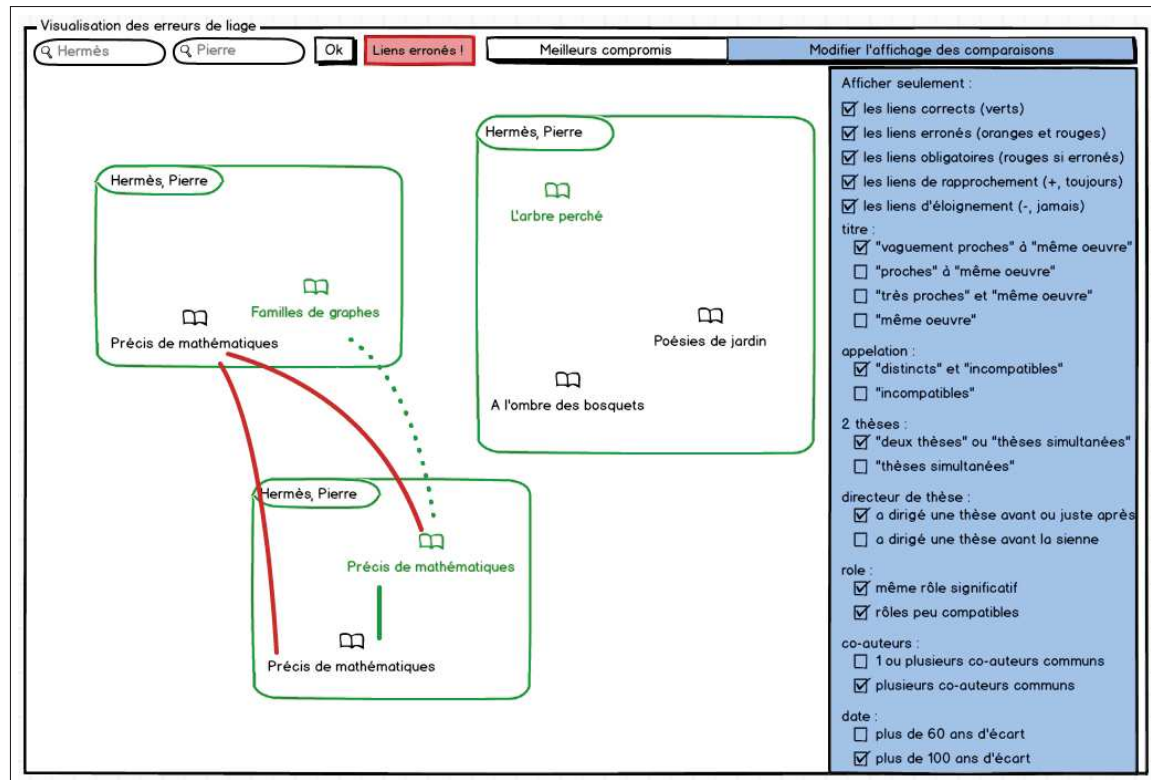 Visualisation des erreurs de liage
Hermès
Pierre
Ok
Liens erronés !
Meilleurs compromis
Modifier l'affichage des comparaisons
Hermès, Pierre
Familles de graphes
Précis de mathématiques
Hermès, Pierre
L'arbre perché
Poésies de jardin
A l'ombre des bosquets
Hermès, Pierre
Précis de mathématiques
Précis de mathématiques
Afficher seulement :
les liens corrects (verts)
les liens erronés (oranges et rouges)
les liens obligatoires (rouges si erronés)
les liens de rapprochement (+, toujours)
les liens d'éloignement (-, jamais)
titre :
"vaguement proches" à "même oeuvre"
"proches" à "même oeuvre"
"très proches" et "même oeuvre"
"même oeuvre"
appelation :
"distincts" et "incompatibles"
"incompatibles"
2 thèses :
"deux thèses" ou "thèses simultanées"
"thèses simultanées"
directeur de thèse :
a dirigé une thèse avant ou juste après
a dirigé une thèse avant la sienne
role :
même rôle significatif
rôles peu compatibles
co-auteurs :
1 ou plusieurs co-auteurs communs
plusieurs co-auteurs communs
date :
plus de 60 ans d'écart
plus de 100 ans d'écart